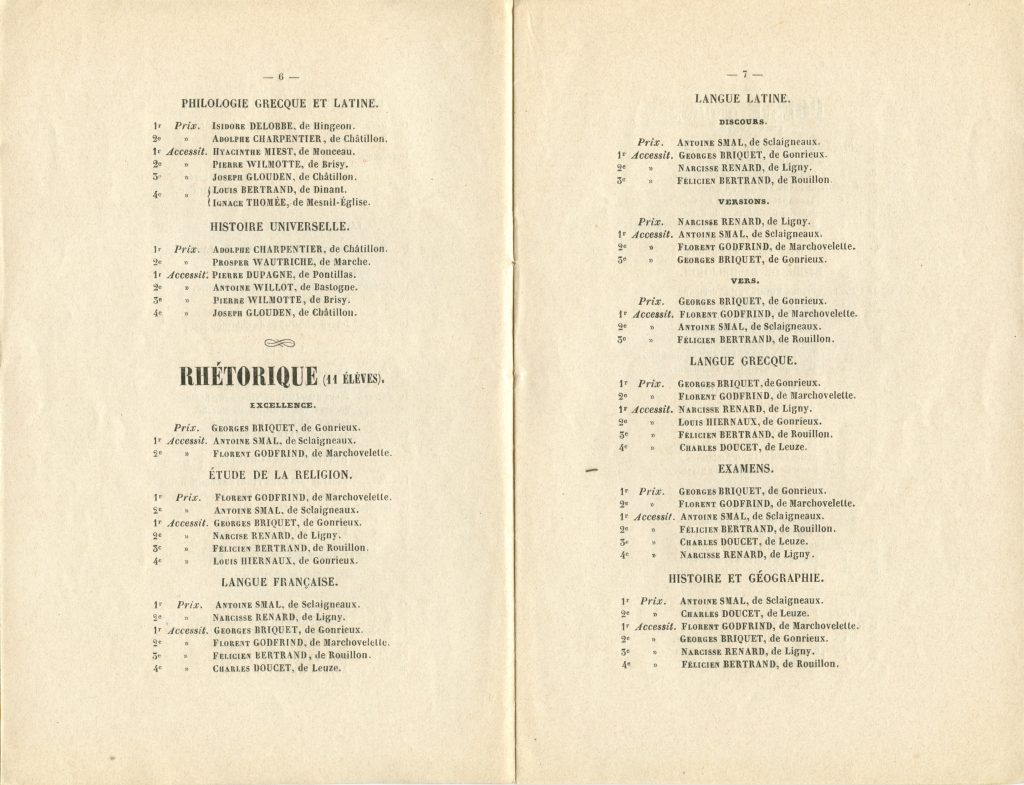 — 6 —
PHILOLOGIE GRECQUE ET LATINE.
1r Prix. ISIDORE DELOBBE, de Hingeon.
2e » ADOLPHE CHARPENTIER, de Châtillon.
1r Accessit. HYACINTHE MIEST, de Monceau.
2e » PIERRE WILMOTTE, de Brisy.
3e » JOSEPH GLOUDEN, de Châtillon.
4e » { LOUIS BERTRAND, de Dinant.
{ IGNACE THOMÉE, de Mesnil-Église.
HISTOIRE UNIVERSELLE.
1r Prix. ADOLPHE CHARPENTIER, de Châtillon.
2e » PROSPER WAUTRICHE, de Marche.
1r Accessit. PIERRE DUPAGNE, de Pontillas.
2e » ANTOINE WILLOT, de Bastogne.
3e » PIERRE WILMOTTE, de Brisy.
4e » JOSEPH GLOUDEN, de Châtillon.
RHÉTORIQUE (11 ÉLÈVES).
EXCELLENCE.
Prix. GEORGES BRIQUET, de Gonrieux.
1r Accessit. ANTOINE SMAL, de Sclaigneaux.
2e » FLORENT GODFRIND, de Marchovelette.
ÉTUDE DE LA RELIGION.
1r Prix. FLORENT GODFRIND, de Marchovelette.
2e » ANTOINE SMAL, de Sclaigneaux.
1r Accessit. GEORGES BRIQUET, de Gonrieux.
2e » NARCISE RENARD, de Ligny.
3e » FÉLICIEN BERTRAND, de Rouillon.
4e » LOUIS HIERNAUX, de Gonrieux.
LANGUE FRANÇAISE.
1r Prix. ANTOINE SMAL, de Sclaigneaux.
2e » NARCISSE RENARD, de Ligny.
1r Accessit. GEORGES BRIQUET, de Gonrieux.
2e » FLORENT GODFRIND, de Marchovelette.
3e » FELICIEN BERTRAND, de Rouillon.
4e » CHARLES DOUCET, de Leuze.
— 7 —
LANGUE LATINE.
DISCOURS.
Prix. ANTOINE SMAL, de Sclaigneaux.
1r Accessit. GEORGES BRIQUET, de Gonrieux.
2e » NARCISSE RENARD, de Ligny.
3e » FÉLICIEN BERTRAND, de Rouillon
VERSIONS.
Prix. NARCISSE RENARD, de Ligny.
1r Accessit. ANTOINE SMAL, de Sclaigneaux.
2e » FLORENT GODFRIND, de Marchovelette.
3e » GEORGES BRIQUET, de Gonrieux.
VERS.
Prix. GEORGES BRIQUET, de Gonrieux.
1r Accessit. FLORENT GODFRIND, de Marchovelette.
2e » ANTOINE SMAL, de Sclaigneaux.
3e » FÉLICIEN BERTRAND, de Rouillon.
LANGUE GRECQUE.
1r Prix. GEORGES BRIQUET, de Gonrieux.
2e » FLORENT GODFRIND, de Marchovelette.
1r Accessit. NARCISSE RENARD, de Ligny.
2e » LOUIS HIERNAUX, de Gonrieux.
3e » FÉLICIEN BERTRAND, de Rouillon.
4e » CHARLES DOUCET, de Leuze.
EXAMENS.
1r Prix. GEORGES BRIQUET, de Gonrieux.
2e » FLORENT GODFRIND, de Marchovelette.
1r Accessit. ANTOINE SMAL, de Sclaigneaux.
2e » FÉLICIEN BERTRAND, de Rouillon.
3e » CHARLES DOUCET, de Leuze.
4e » NARCISSE RENARD, de Ligny.
HISTOIRE ET GÉOGRAPHIE.
1r Prix. ANTOINE SMAL, de Sclaigneaux.
2e » CHARLES DOUCET, de Leuze.
1r Accessit. FLORENT GODFRIND, de Marchovelette.
2e » GEORGES BRIQUET, de Gonrieux.
3e » NARCISSE RENARD, de Ligny.
4e » FÉLICIEN BERTRAND, de Rouillon.